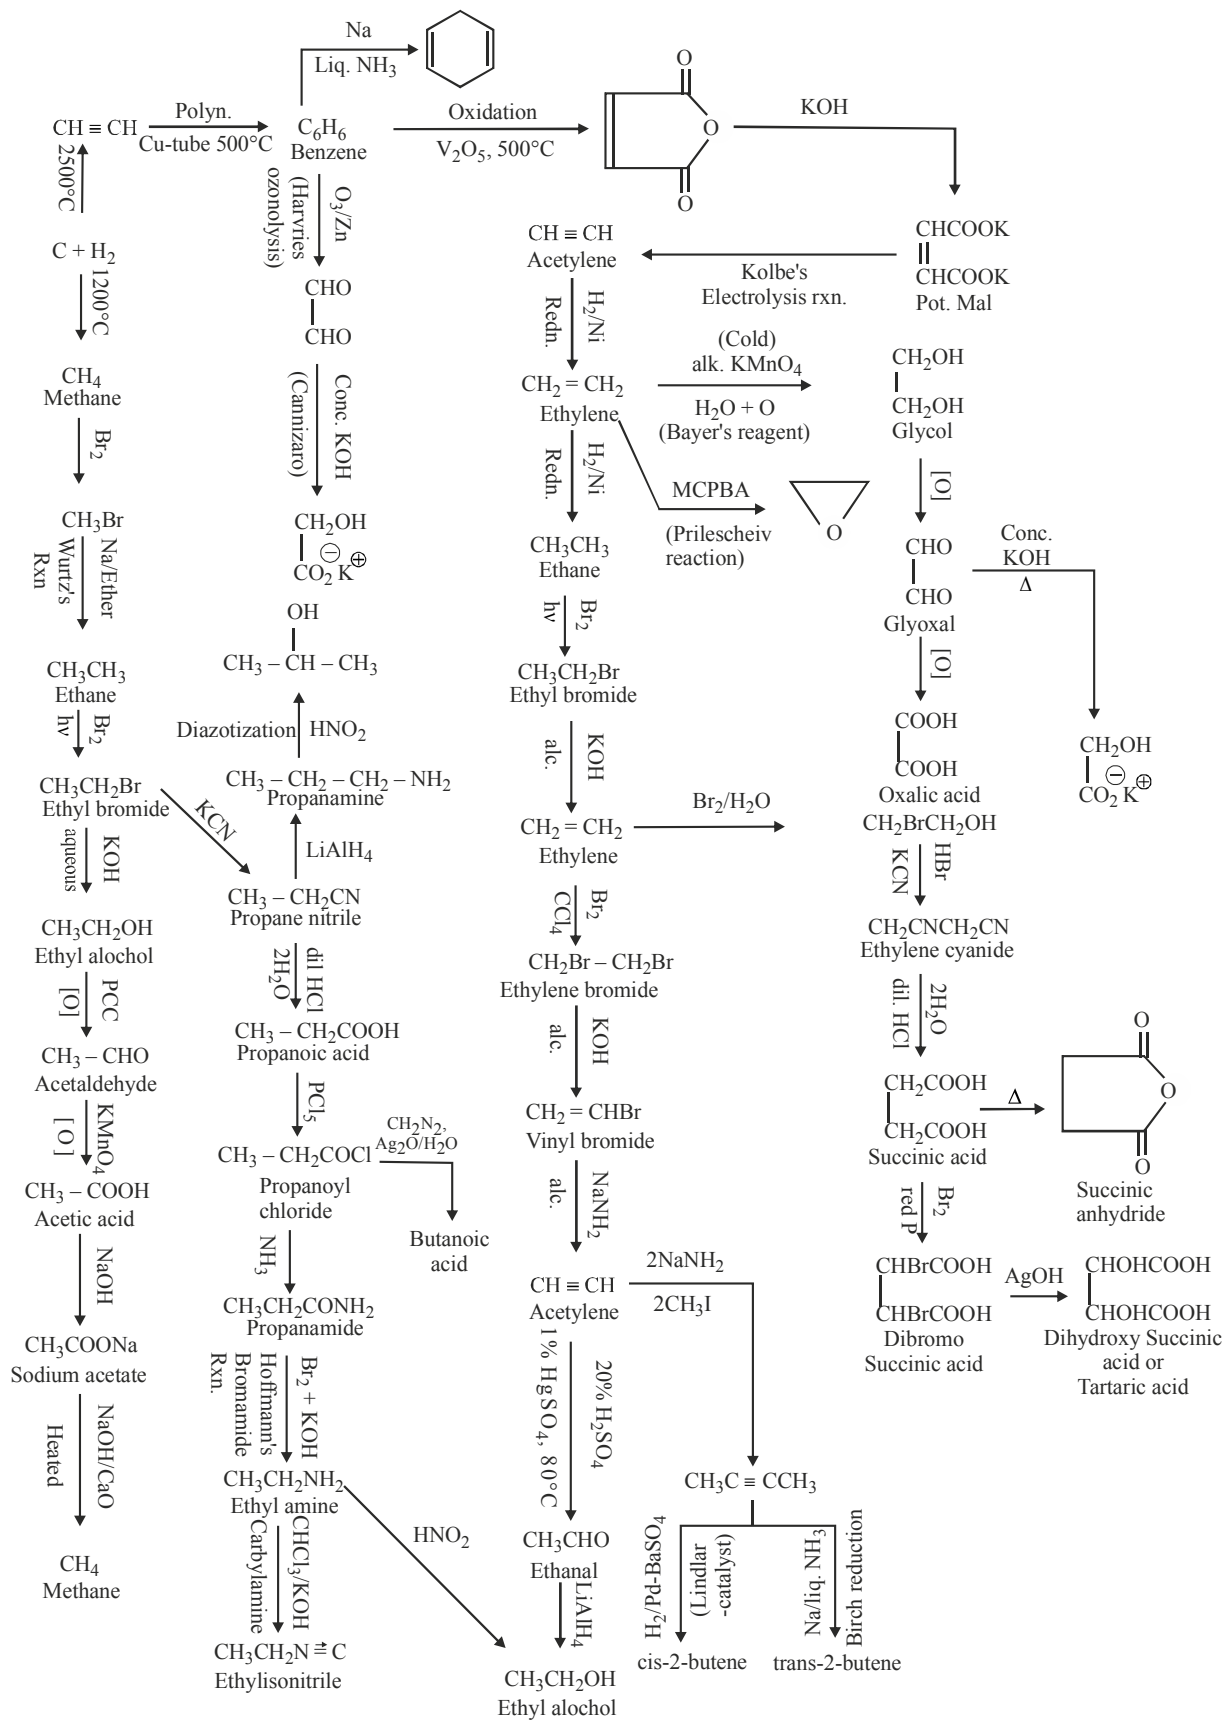 Na
Liq. NH3
CH ≡ CH
Polyn.
Cu-tube 500°C
C6H6
Benzene
Oxidation
V2O5, 500°C
O
O
O
KOH
2500°C
C + H2
1200°C
CH4
Methane
Br2
CH3Br
Na/Ether
Wurtz's
Rxn
CH3CH3
Ethane
Br2
hν
CH3CH2Br
Ethyl bromide
KOH
aqueous
KCN
CH3CH2OH
Ethyl alochol
PCC
[O]
CH3 – CHO
Acetaldehyde
KMnO4
[ O ]
CH3 – COOH
Acetic acid
NaOH
CH3COONa
Sodium acetate
NaOH/CaO
Heated
CH4
Methane
O3/Zn
(Harvries
ozonolysis)
CHO
CHO
Conc. KOH
(Cannizaro)
CH2OH
CO2 K
– +
OH
CH3 – CH – CH3
Diazotization
HNO2
CH3 – CH2 – CH2 – NH2
Propanamine
LiAlH4
CH3 – CH2CN
Propane nitrile
dil HCl
2H2O
CH3 – CH2COOH
Propanoic acid
PCl5
CH3 – CH2COCl
Propanoyl
chloride
CH2N2,
Ag2O/H2O
Butanoic
acid
NH3
CH3CH2CONH2
Propanamide
Br2 + KOH
Hoffmann's
Bromamide
Rxn.
CH3CH2NH2
Ethyl amine
HNO2
CHCl3/KOH
Carbylamine
CH3CH2N ⇉ C
Ethylisonitrile
CH ≡ CH
Acetylene
Kolbe's
Electrolysis rxn.
CHCOOK
CHCOOK
Pot. Mal
H2/Ni
Redn.
CH2 = CH2
Ethylene
(Cold)
alk. KMnO4
H2O + O
(Bayer's reagent)
CH2OH
CH2OH
Glycol
H2/Ni
Redn.
MCPBA
(Prilescheiv
reaction)
O
[O]
CHO
CHO
Glyoxal
Conc.
KOH
Δ
CH2OH
CO2 K
– +
[O]
COOH
COOH
Oxalic acid
CH3CH3
Ethane
Br2
hν
CH3CH2Br
Ethyl bromide
KOH
alc.
CH2 = CH2
Ethylene
Br2/H2O
CH2BrCH2OH
HBr
KCN
CH2CNCH2CN
Ethylene cyanide
2H2O
dil. HCl
CH2COOH
CH2COOH
Succinic acid
Δ
O
O
O
Succinic
anhydride
Br2
red P
CHBrCOOH
CHBrCOOH
Dibromo
Succinic acid
AgOH
CHOHCOOH
CHOHCOOH
Dihydroxy Succinic
acid or
Tartaric acid
Br2
CCl4
CH2Br – CH2Br
Ethylene bromide
KOH
alc.
CH2 = CHBr
Vinyl bromide
NaNH2
alc.
CH ≡ CH
Acetylene
2NaNH2
2CH3I
20% H2SO4
1% HgSO4, 80°C
CH3CHO
Ethanal
LiAlH4
CH3CH2OH
Ethyl alochol
CH3C ≡ CCH3
H2/Pd-BaSO4
(Lindlar
-catalyst)
Na/liq. NH3
Birch reduction
cis-2-butene
trans-2-butene